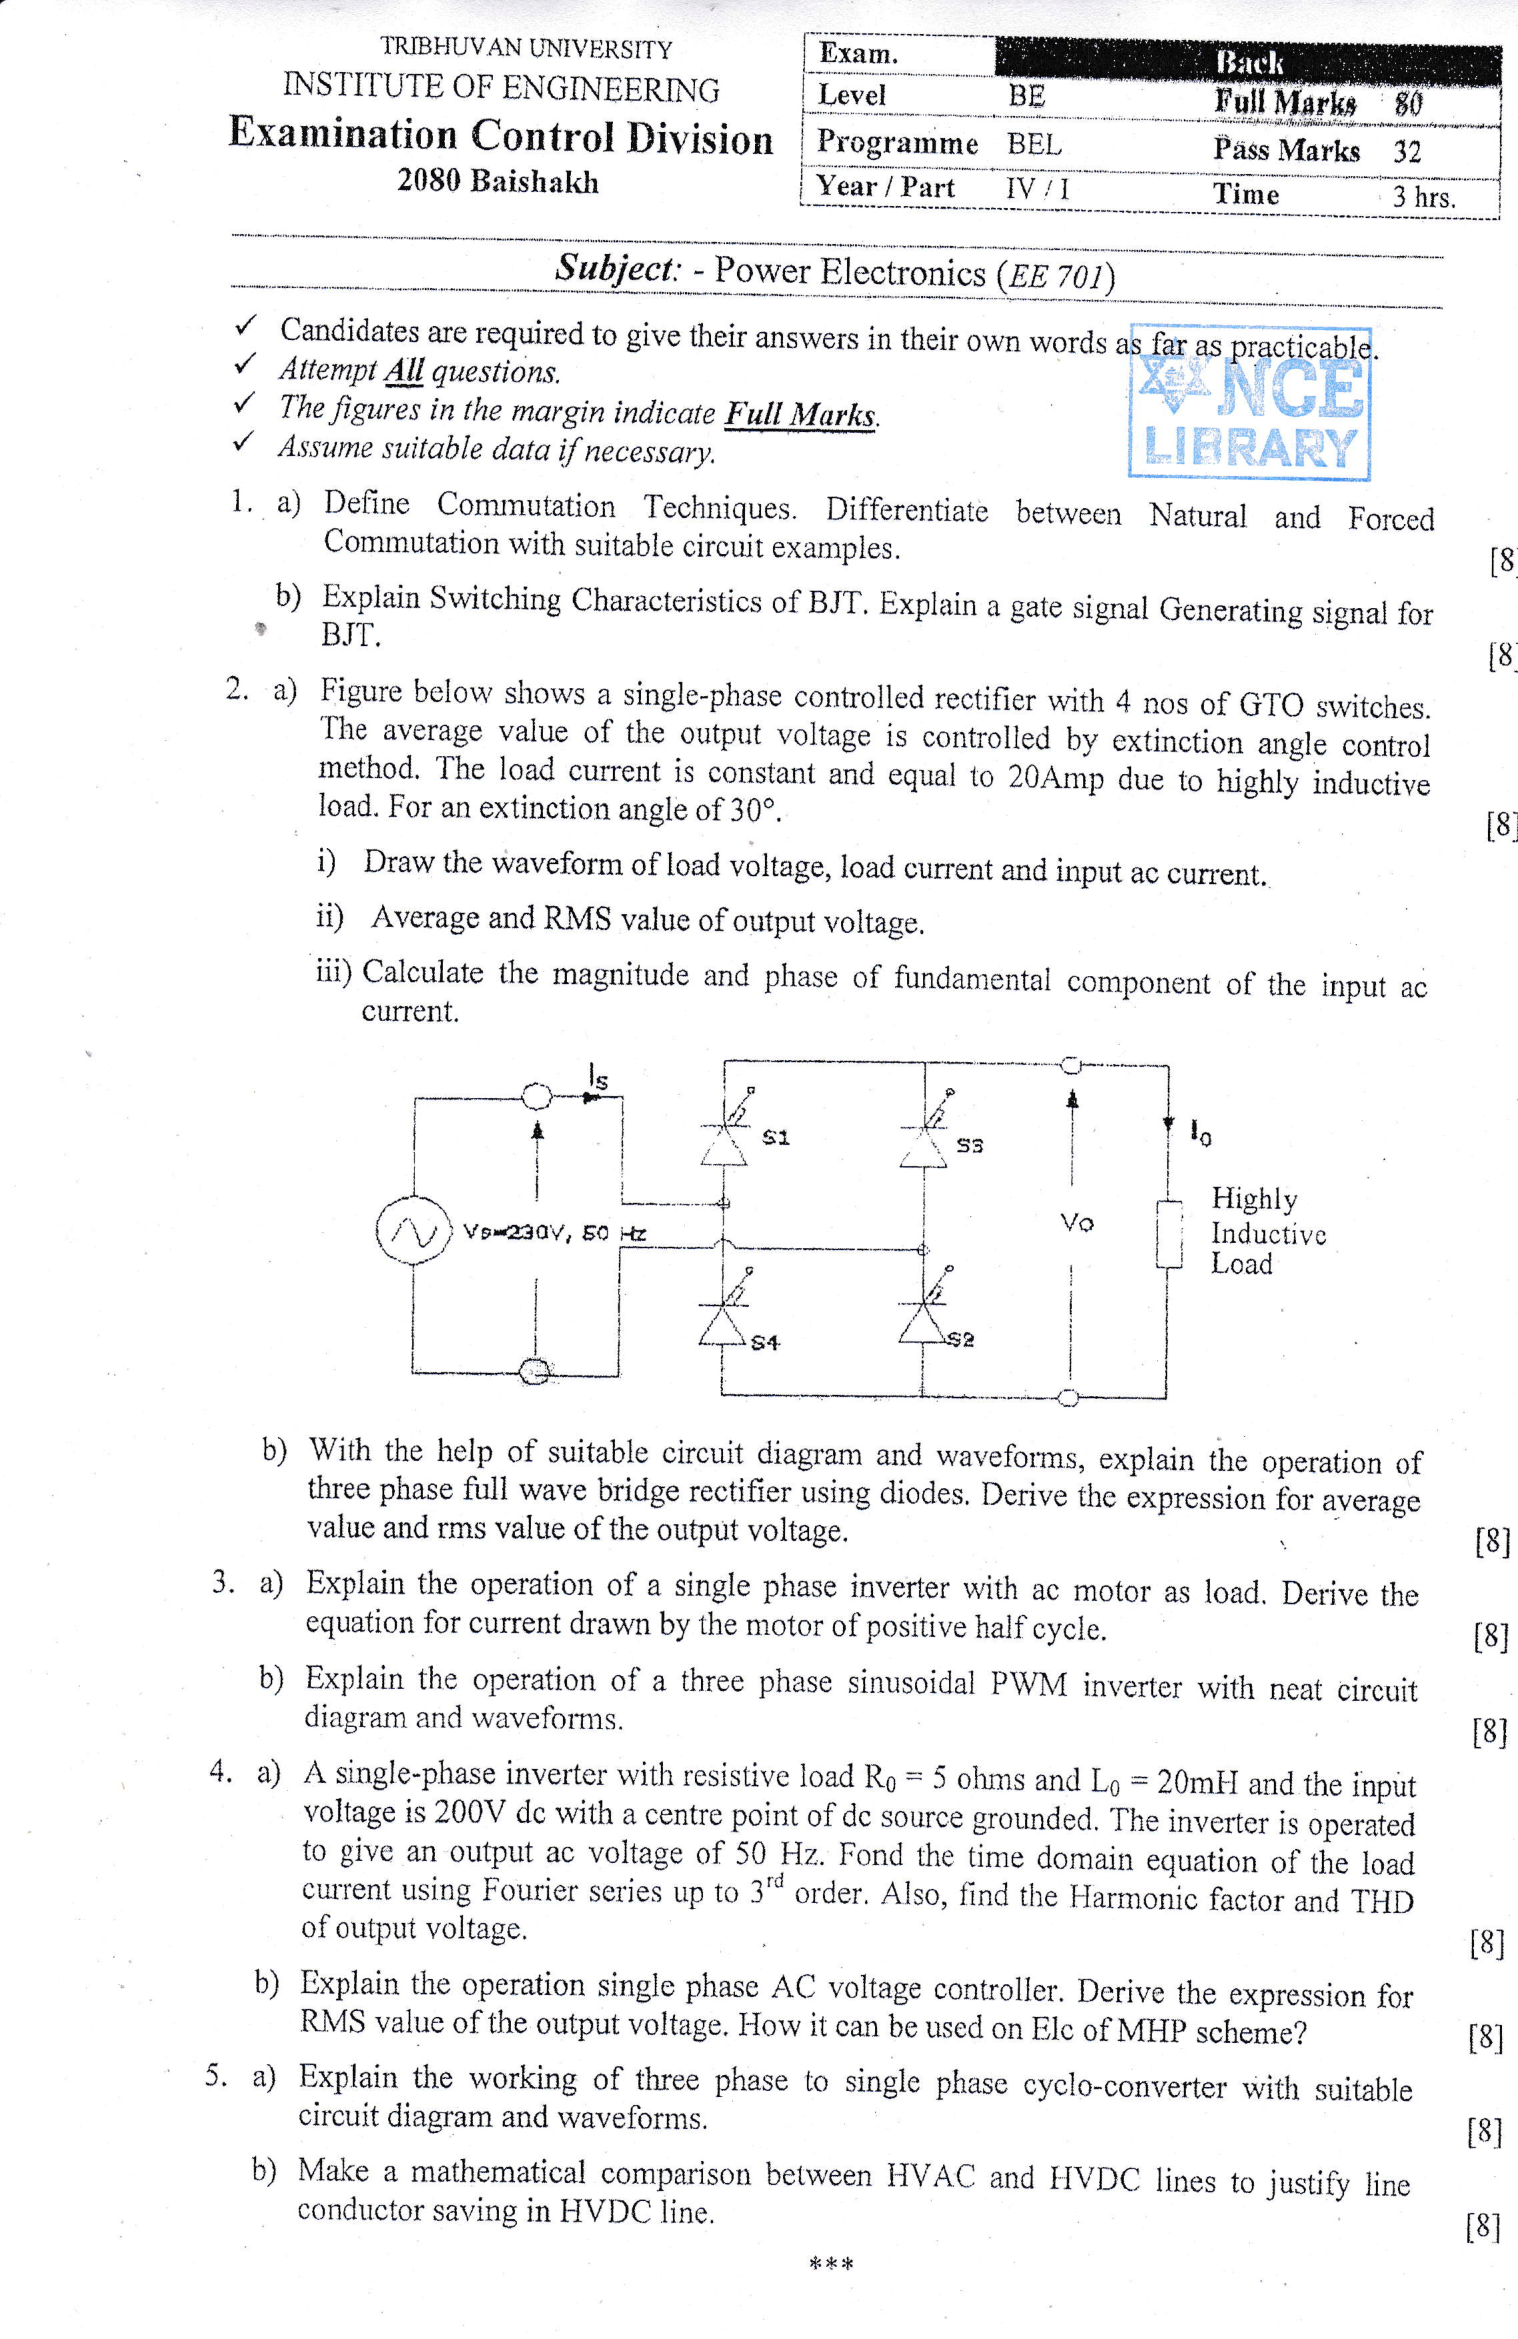 TRIBHUVAN UNIVERSITY
INSTITUTE OF ENGINEERING
Examination Control Division
2080 Baishakh
Exam. Back
Level BE Full Marks 80
Programme BEL Pass Marks 32
Year / Part IV / I Time 3 hrs.
Subject: - Power Electronics (EE 701)
✓ Candidates are required to give their answers in their own words as far as practicable.
✓ Attempt All questions.
✓ The figures in the margin indicate Full Marks.
✓ Assume suitable data if necessary.
NCE
LIBRARY
1. a) Define Commutation Techniques. Differentiate between Natural and Forced
Commutation with suitable circuit examples. [8]
b) Explain Switching Characteristics of BJT. Explain a gate signal Generating signal for
BJT. [8]
2. a) Figure below shows a single-phase controlled rectifier with 4 nos of GTO switches.
The average value of the output voltage is controlled by extinction angle control
method. The load current is constant and equal to 20Amp due to highly inductive
load. For an extinction angle of 30°. [8]
i) Draw the waveform of load voltage, load current and input ac current.
ii) Average and RMS value of output voltage.
iii) Calculate the magnitude and phase of fundamental component of the input ac
current.
Is
S1
S3
Io
Vs=230V, 50 Hz
Vo
Highly
Inductive
Load
S4
S2
b) With the help of suitable circuit diagram and waveforms, explain the operation of
three phase full wave bridge rectifier using diodes. Derive the expression for average
value and rms value of the output voltage. [8]
3. a) Explain the operation of a single phase inverter with ac motor as load. Derive the
equation for current drawn by the motor of positive half cycle. [8]
b) Explain the operation of a three phase sinusoidal PWM inverter with neat circuit
diagram and waveforms. [8]
4. a) A single-phase inverter with resistive load R0 = 5 ohms and L0 = 20mH and the input
voltage is 200V dc with a centre point of dc source grounded. The inverter is operated
to give an output ac voltage of 50 Hz. Fond the time domain equation of the load
current using Fourier series up to 3rd order. Also, find the Harmonic factor and THD
of output voltage. [8]
b) Explain the operation single phase AC voltage controller. Derive the expression for
RMS value of the output voltage. How it can be used on Elc of MHP scheme? [8]
5. a) Explain the working of three phase to single phase cyclo-converter with suitable
circuit diagram and waveforms. [8]
b) Make a mathematical comparison between HVAC and HVDC lines to justify line
conductor saving in HVDC line. [8]
***